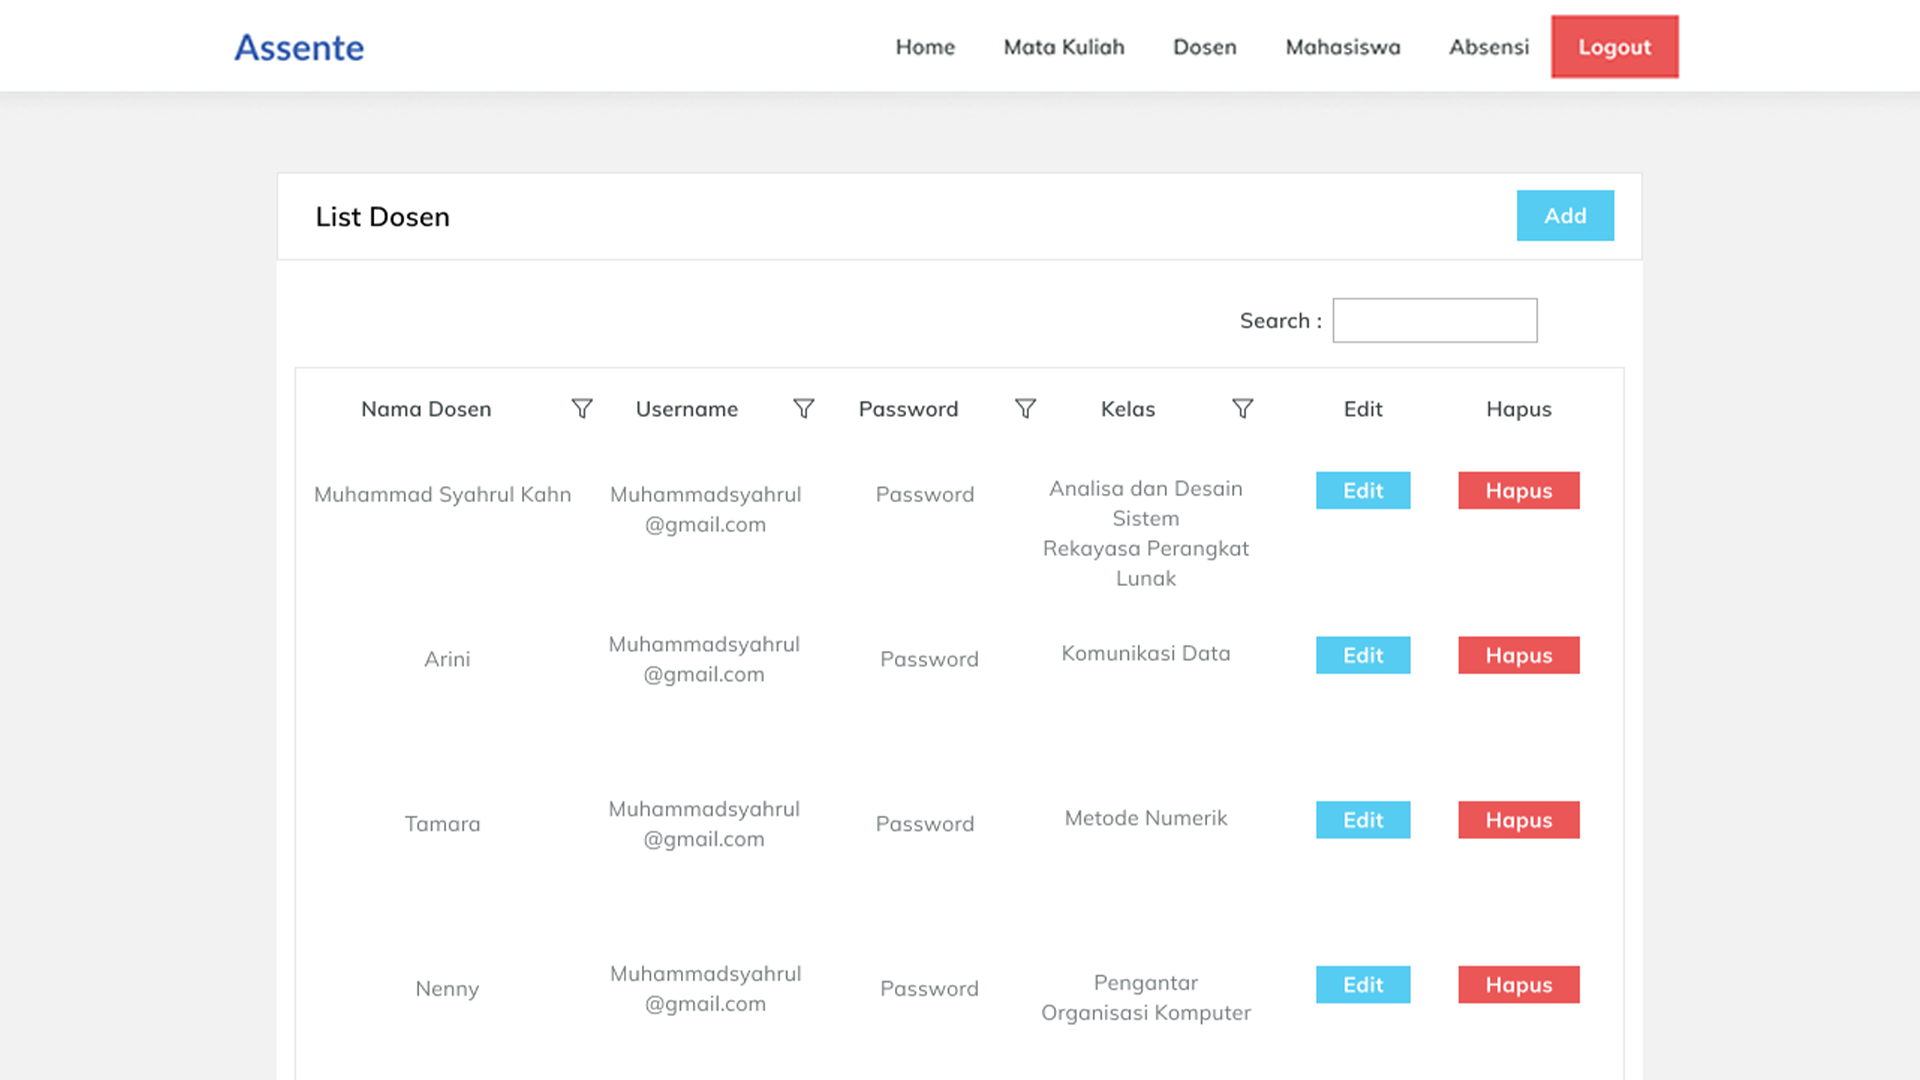 Assente
Home Mata Kuliah Dosen Mahasiswa Absensi Logout
List Dosen Add
Search :
Nama Dosen Username Password Kelas Edit Hapus
Muhammad Syahrul Kahn Muhammadsyahrul Password Analisa dan Desain Edit Hapus
@gmail.com Sistem
Rekayasa Perangkat
Lunak
Arini Muhammadsyahrul Password Komunikasi Data Edit Hapus
@gmail.com
Tamara Muhammadsyahrul Password Metode Numerik Edit Hapus
@gmail.com
Nenny Muhammadsyahrul Password Pengantar Edit Hapus
@gmail.com Organisasi Komputer